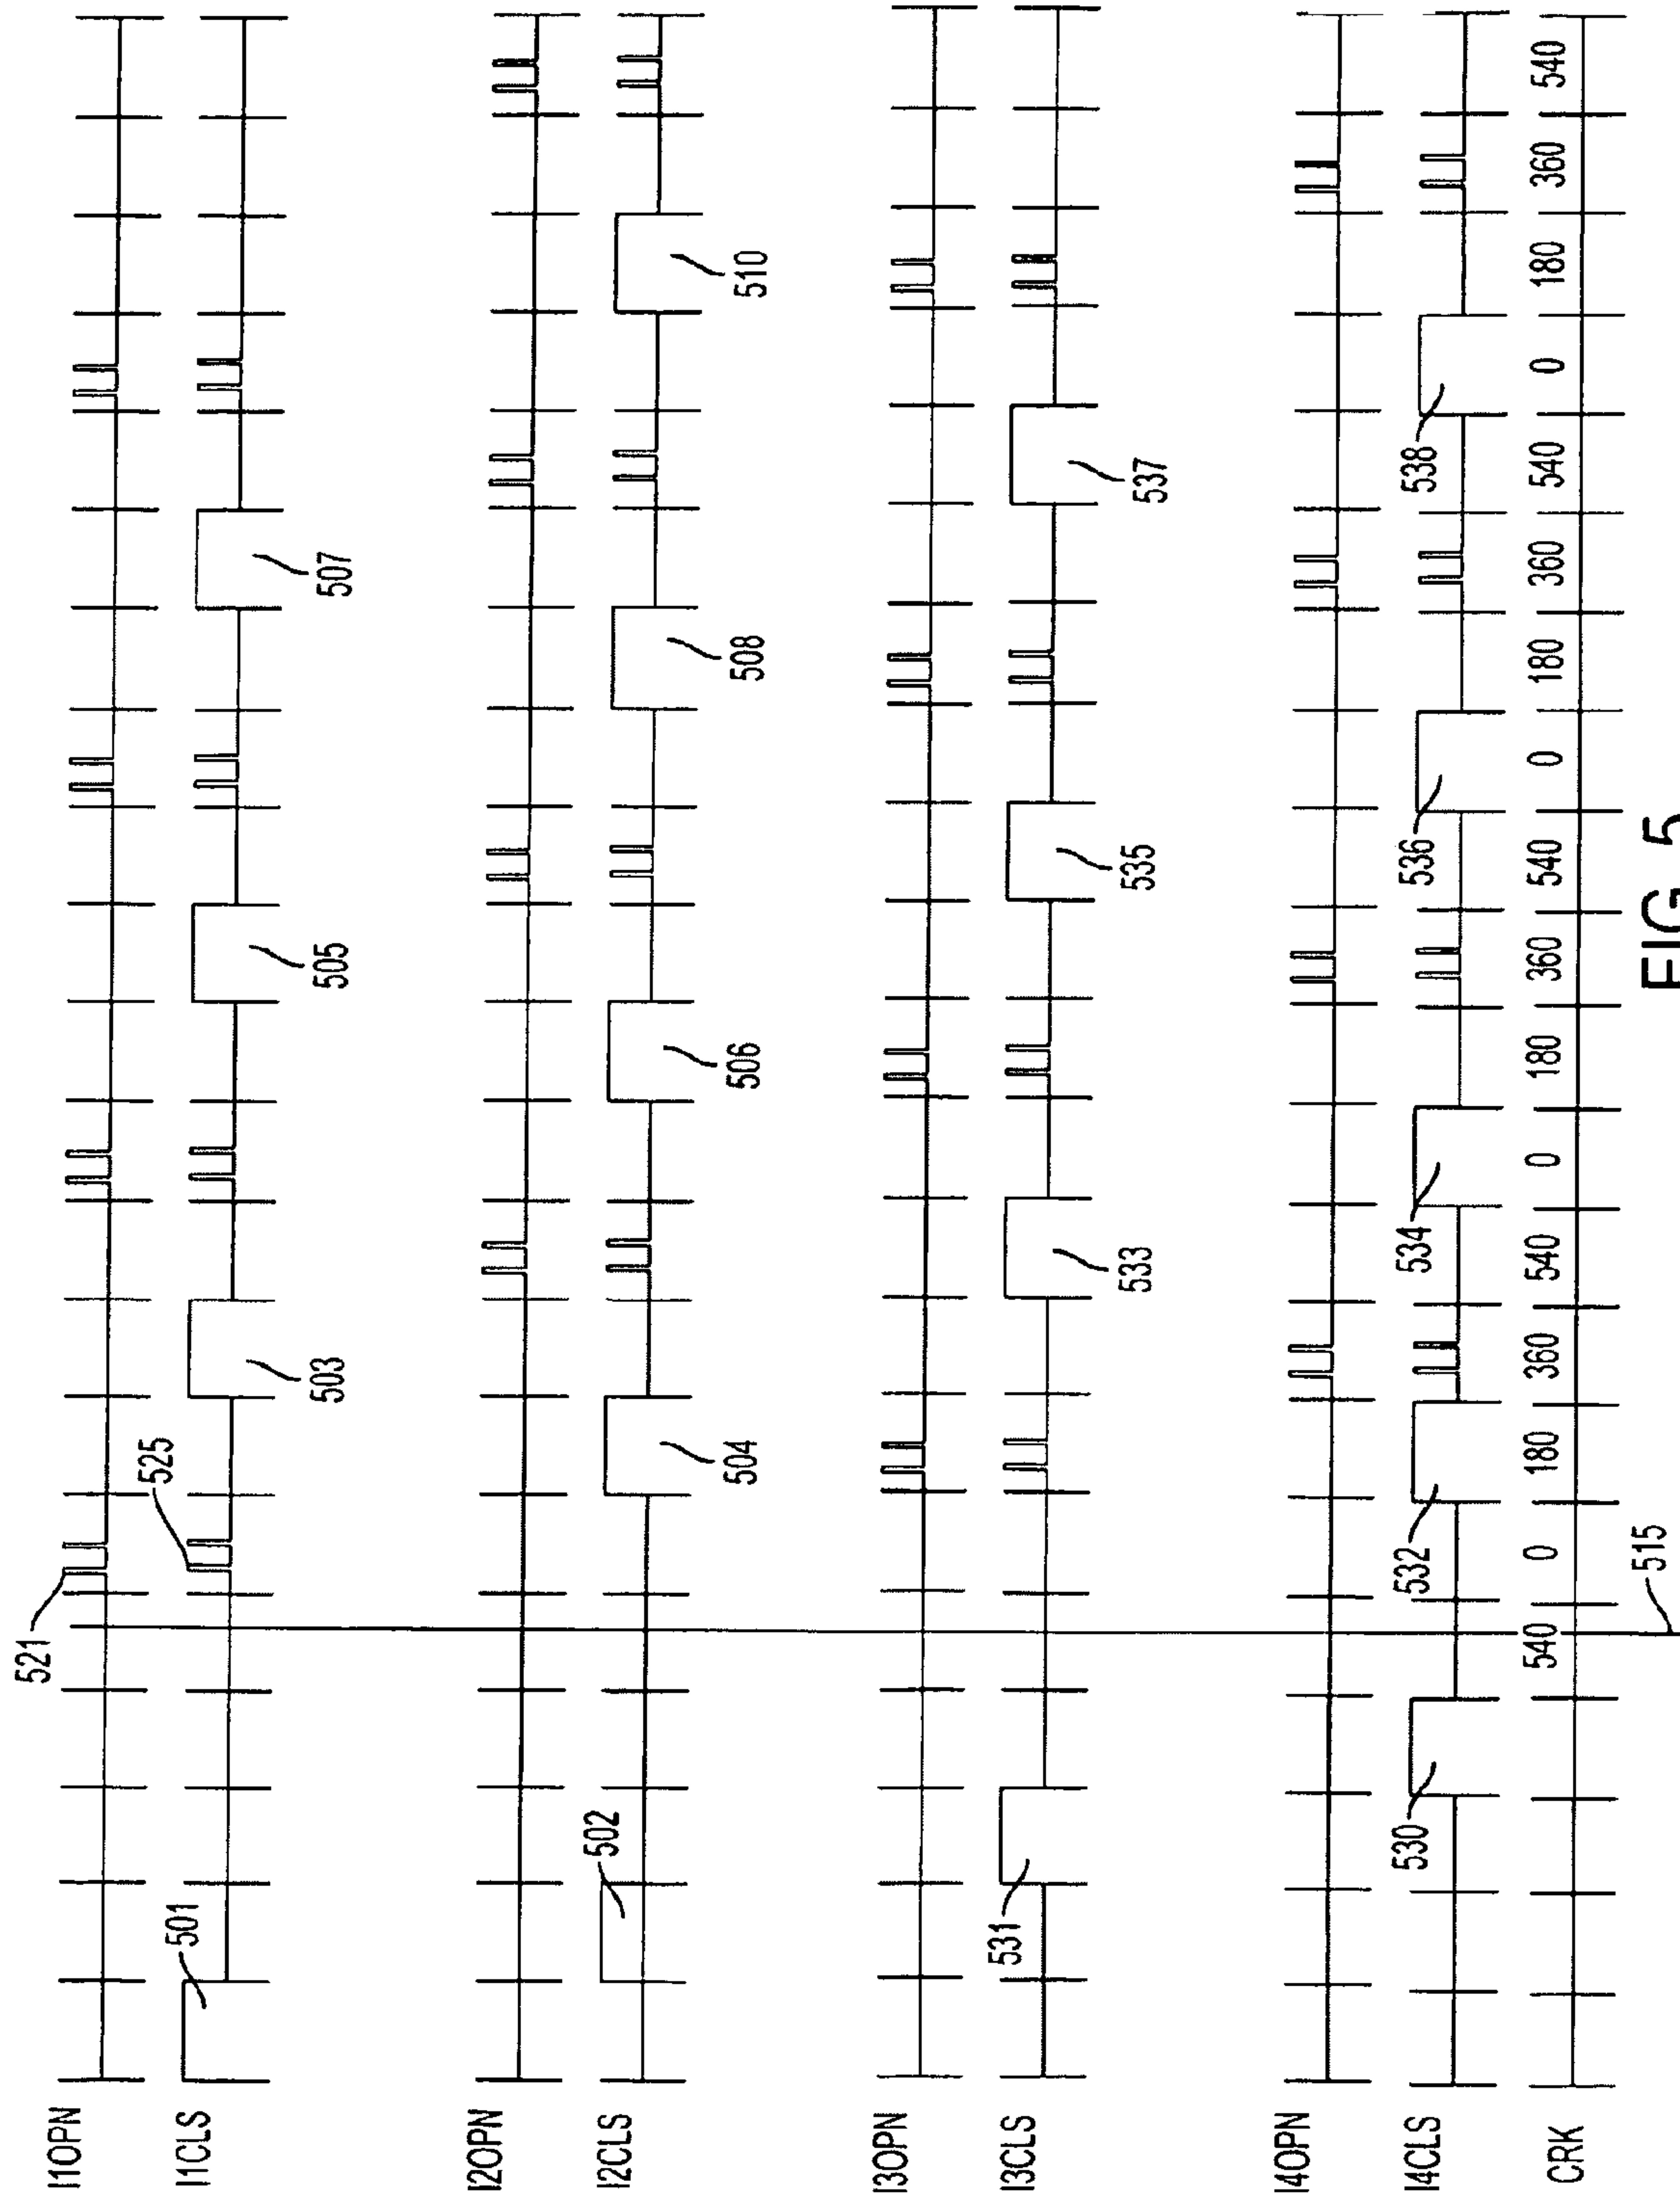 521
I1OPN
501 525
I1CLS
503 505 507
I2OPN
502
I2CLS
504 506 508 510
I3OPN
I3CLS
531 533 535 537
I4OPN
I4CLS
530 532 534 536 538
CRK 540 0 180 360 540 0 180 360 540 0 180 360 540 0 180 360 540
515
FIG. 5